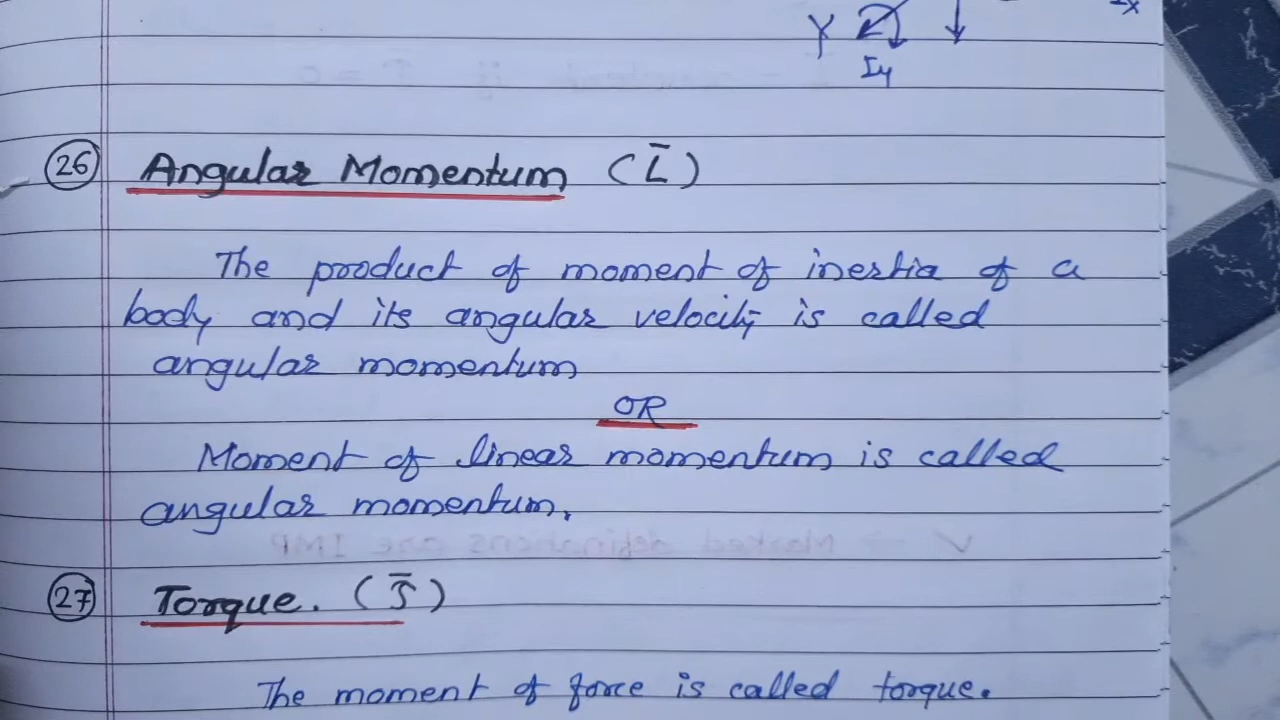 Y
Iy
(26) Angular Momentum (L̄)
The product of moment of inertia of a
body and its angular velocity is called
angular momentum
OR
Moment of linear momentum is called
angular momentum.
(27) Torque. (τ̄)
The moment of force is called torque.